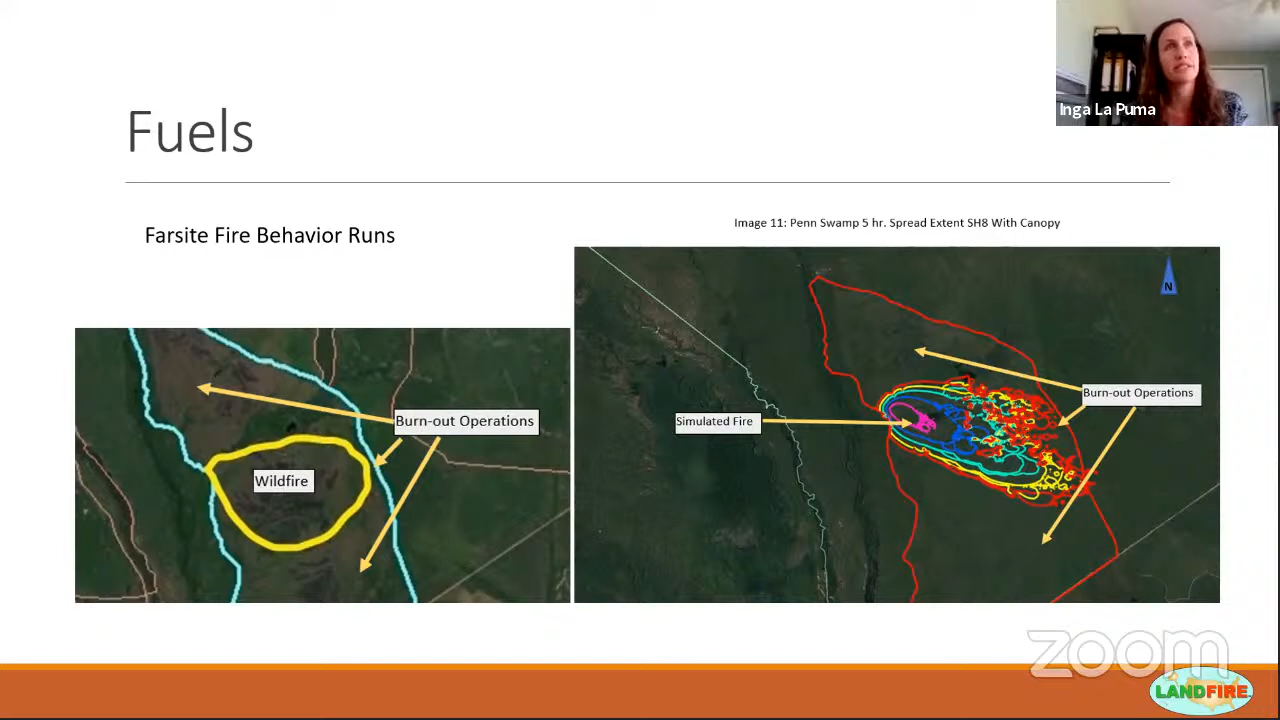 Inga La Puma
Fuels
Farsite Fire Behavior Runs
Image 11: Penn Swamp 5 hr. Spread Extent SH8 With Canopy
N
Burn-out Operations
Wildfire
Simulated Fire
Burn-out Operations
zoom
LANDFIRE